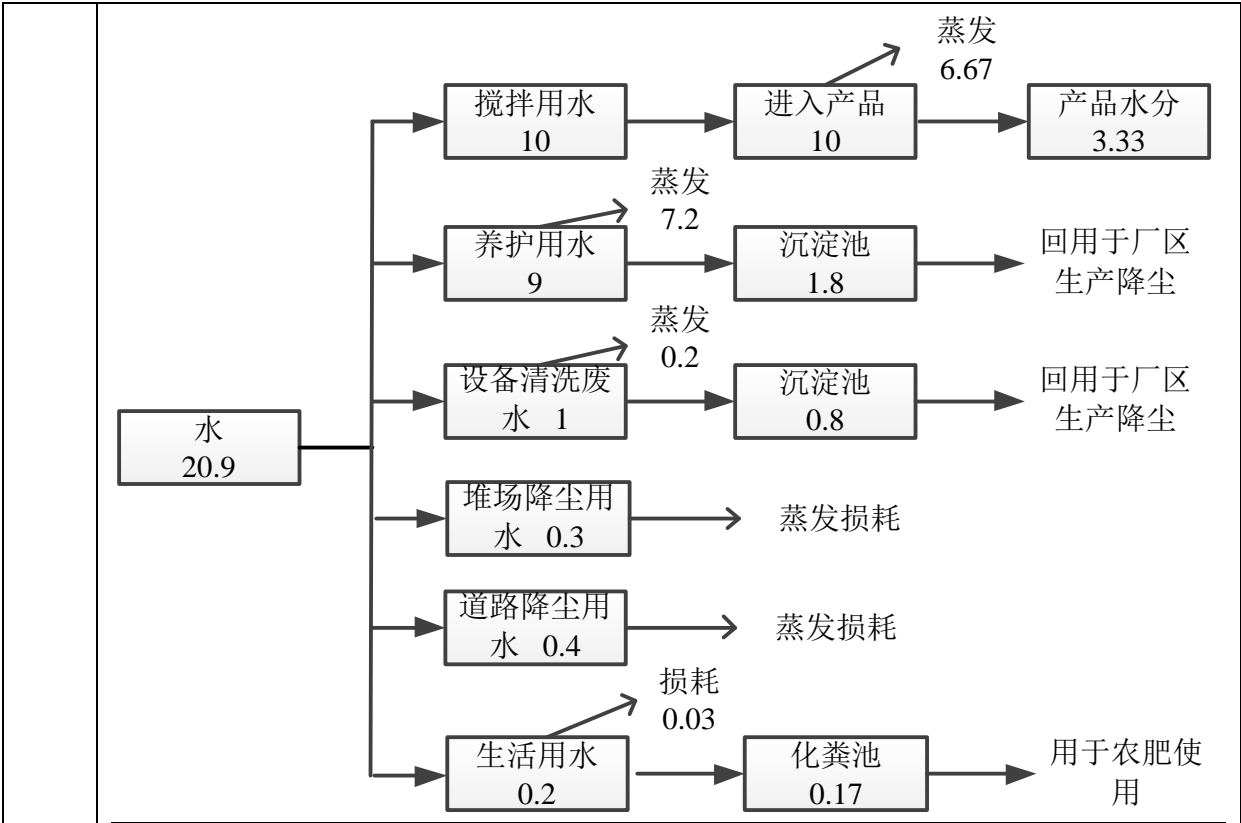 蒸发
6.67
搅拌用水
10
进入产品
10
产品水分
3.33
蒸发
7.2
养护用水
9
沉淀池
1.8
回用于厂区
生产降尘
蒸发
0.2
设备清洗废
水 1
沉淀池
0.8
回用于厂区
生产降尘
水
20.9
堆场降尘用
水 0.3
蒸发损耗
道路降尘用
水 0.4
蒸发损耗
损耗
0.03
生活用水
0.2
化粪池
0.17
用于农肥使
用